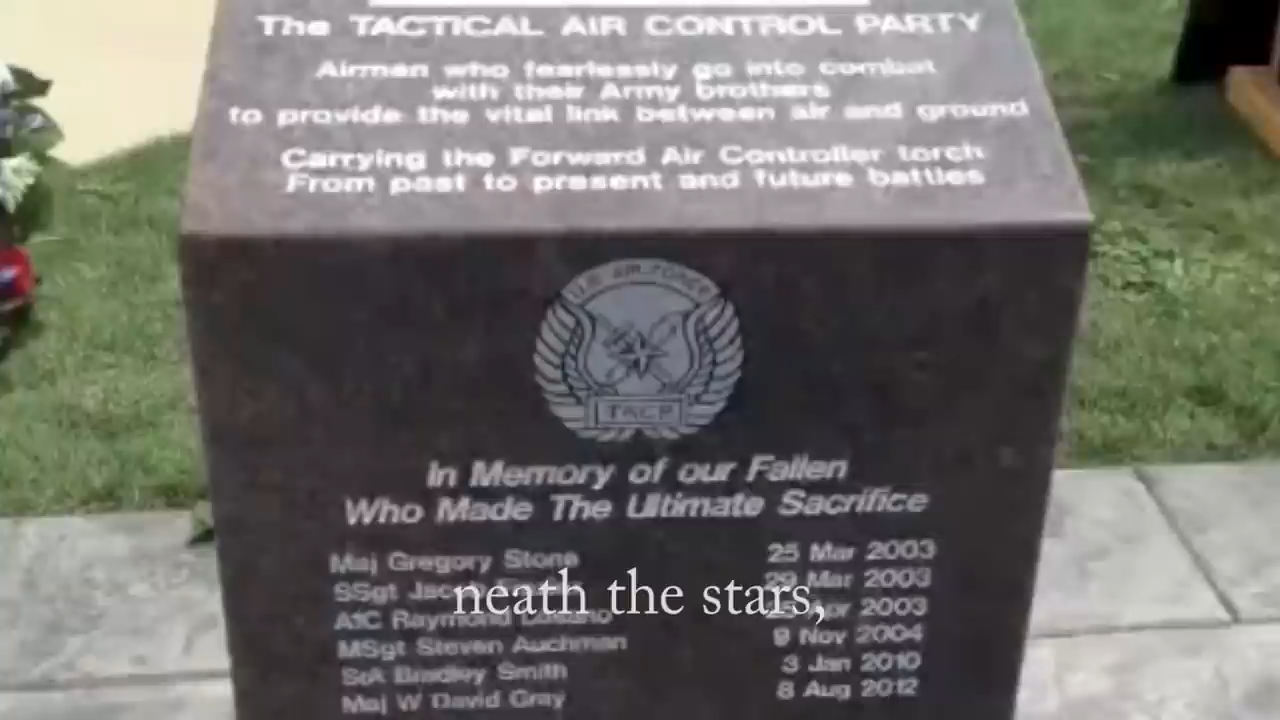 The TACTICAL AIR CONTROL PARTY
Airmen who fearlessly go into combat
with their Army brothers
to provide the vital link between air and ground
Carrying the Forward Air Controller torch
From past to present and future battles
U.S. AIR FORCE
TACP
In Memory of our Fallen
Who Made The Ultimate Sacrifice
Maj Gregory Stone 25 Mar 2003
SSgt Jacob 29 Mar 2003
neath the stars,
A1C Raymond Losano Apr 2003
MSgt Steven Auchman 9 Nov 2004
SrA Bradley Smith 3 Jan 2010
Maj W David Gray 8 Aug 2012